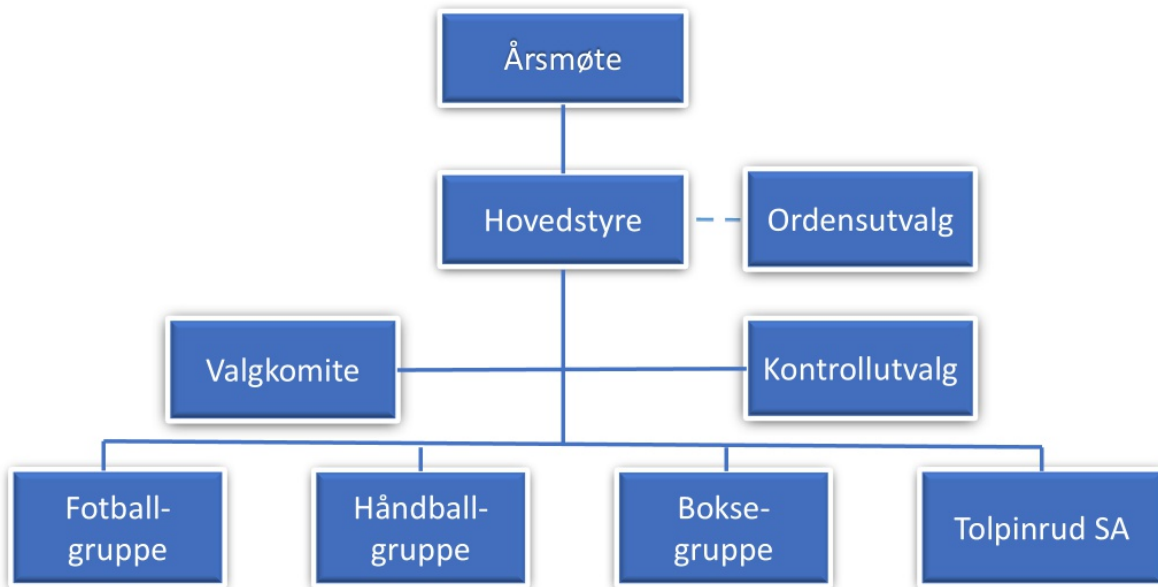 Årsmøte
Hovedstyre
Ordensutvalg
Valgkomite
Kontrollutvalg
Fotball-
gruppe
Håndball-
gruppe
Bokse-
gruppe
Tolpinrud SA